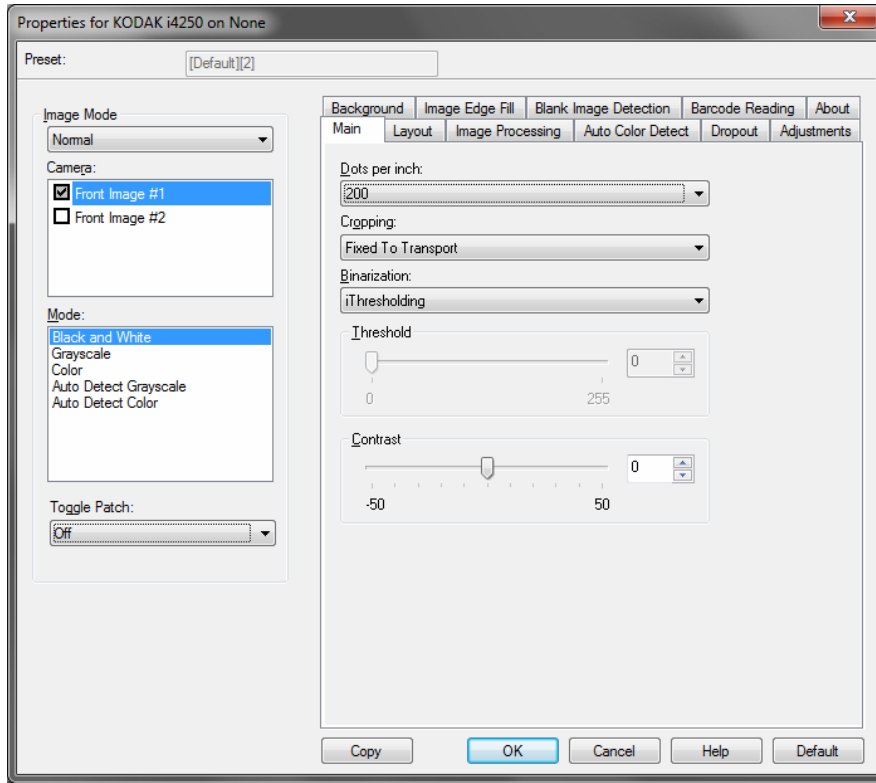 Properties for KODAK i4250 on None
Preset:
[Default][2]
Image Mode
Normal
Camera:
Front Image #1
Front Image #2
Mode:
Black and White
Grayscale
Color
Auto Detect Grayscale
Auto Detect Color
Toggle Patch:
Off
Background Image Edge Fill Blank Image Detection Barcode Reading About
Main Layout Image Processing Auto Color Detect Dropout Adjustments
Dots per inch:
200
Cropping:
Fixed To Transport
Binarization:
iThresholding
Threshold
0
0 255
Contrast
0
-50 50
Copy OK Cancel Help Default